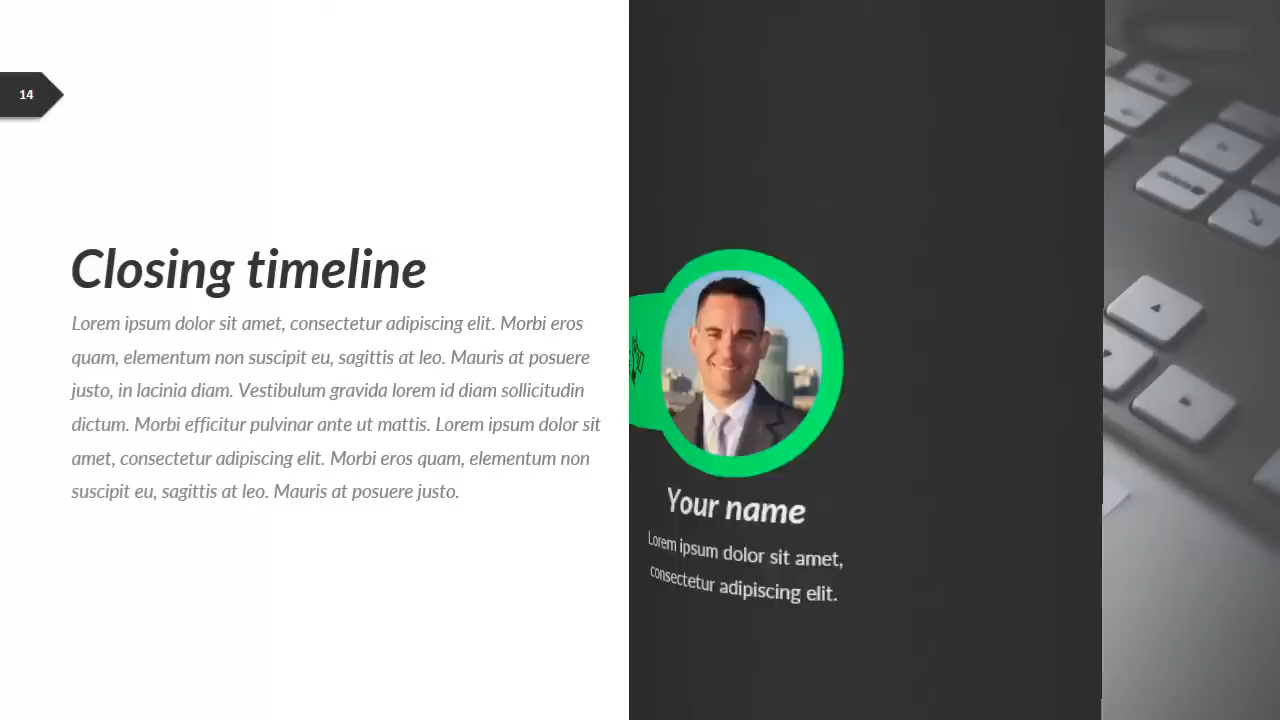 14
Closing timeline
Lorem ipsum dolor sit amet, consectetur adipiscing elit. Morbi eros
quam, elementum non suscipit eu, sagittis at leo. Mauris at posuere
justo, in lacinia diam. Vestibulum gravida lorem id diam sollicitudin
dictum. Morbi efficitur pulvinar ante ut mattis. Lorem ipsum dolor sit
amet, consectetur adipiscing elit. Morbi eros quam, elementum non
suscipit eu, sagittis at leo. Mauris at posuere justo.
Your name
Lorem ipsum dolor sit amet,
consectetur adipiscing elit.